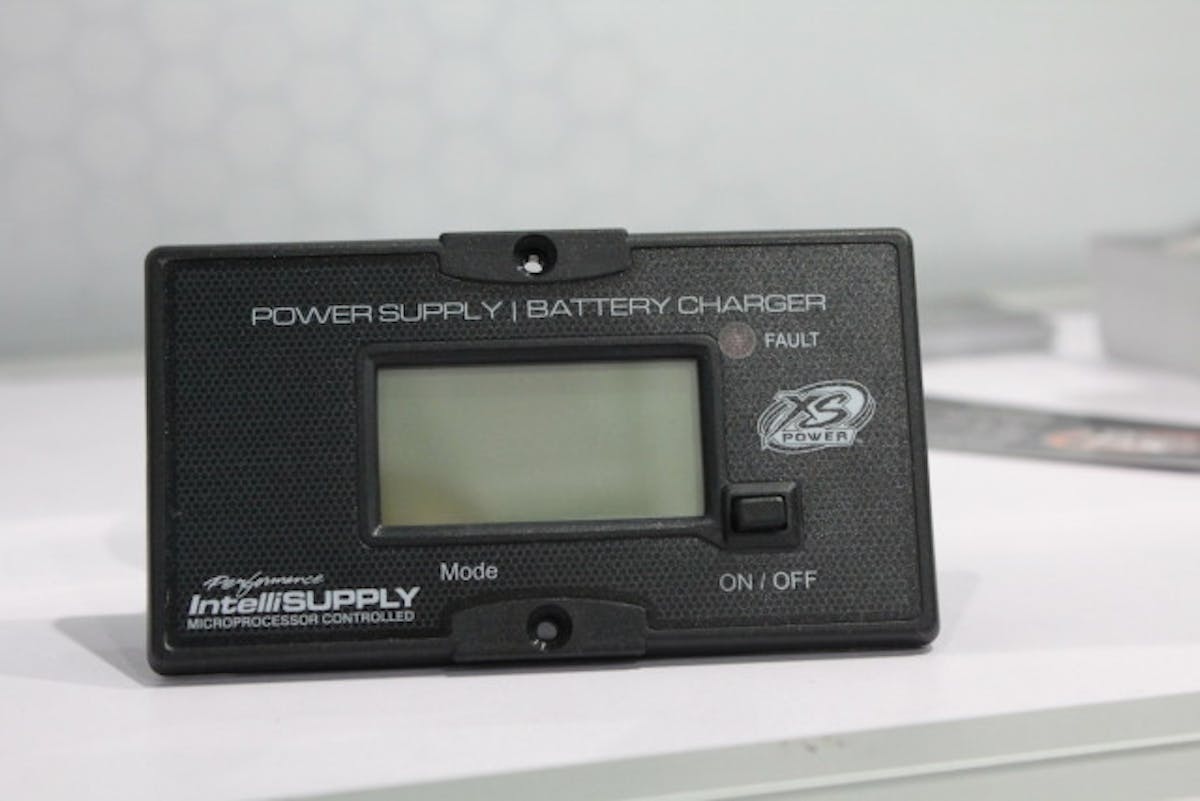 POWER SUPPLY | BATTERY CHARGER
FAULT
XS
POWER
Mode
ON / OFF
Performance
IntelliSUPPLY
MICROPROCESSOR CONTROLLED